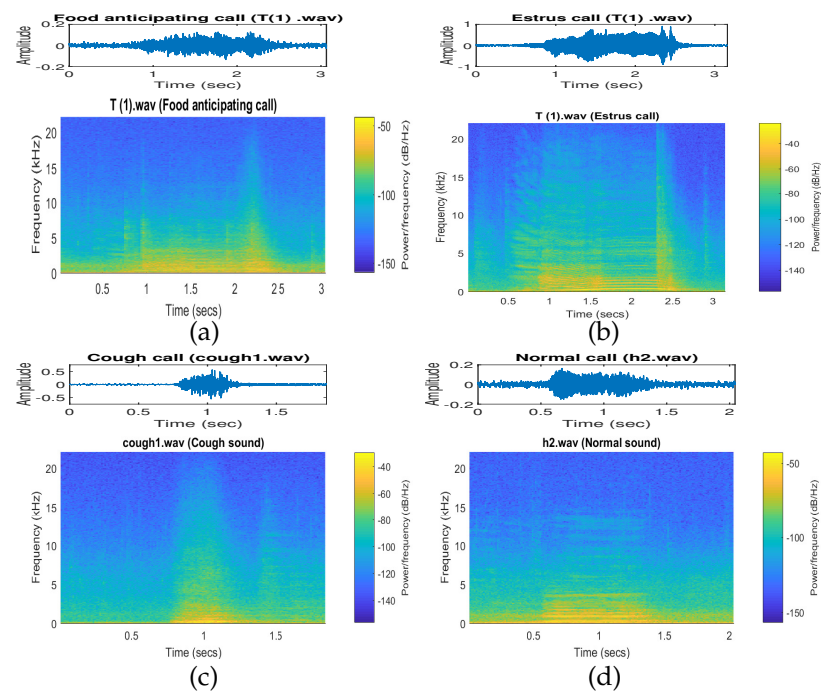 Food anticipating call (T(1) .wav)
Amplitude
0.2
0
-0.2
0 1 2 3
Time (sec)
T (1).wav (Food anticipating call)
Frequency (kHz)
20
15
10
5
0
0.5 1 1.5 2 2.5 3
Time (secs)
-50
-100
-150
Power/frequency (dB/Hz)
(a)
Estrus call (T(1) .wav)
Amplitude
1
0
-1
0 1 2 3
Time (sec)
T (1).wav (Estrus call)
Frequency (kHz)
20
15
10
5
0
0.5 1 1.5 2 2.5 3
Time (secs)
-40
-60
-80
-100
-120
-140
Power/frequency (dB/Hz)
(b)
Cough call (cough1.wav)
Amplitude
0.5
0
-0.5
0 0.5 1 1.5
Time (sec)
cough1.wav (Cough sound)
Frequency (kHz)
20
15
10
5
0
0.5 1 1.5
Time (secs)
-40
-60
-80
-100
-120
-140
Power/frequency (dB/Hz)
(c)
Normal call (h2.wav)
Amplitude
0.2
0
-0.2
0 0.5 1 1.5 2
Time (sec)
h2.wav (Normal sound)
Frequency (kHz)
20
15
10
5
0
0.5 1 1.5 2
Time (secs)
-50
-100
-150
Power/frequency (dB/Hz)
(d)